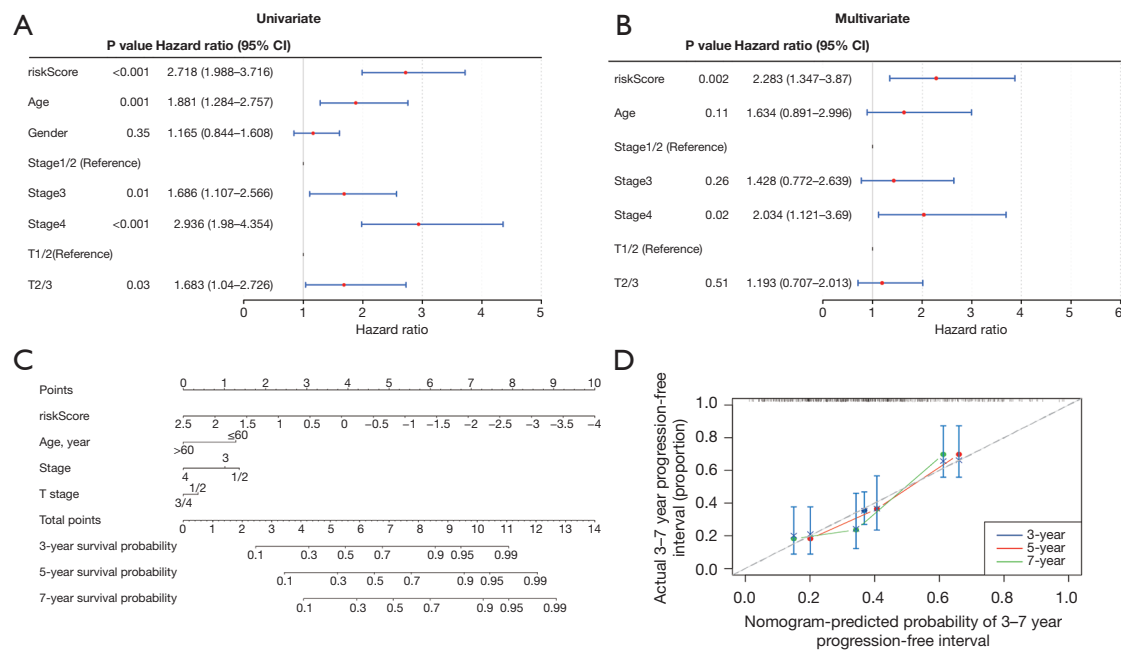 A
Univariate
P value Hazard ratio (95% CI)
riskScore <0.001 2.718 (1.988–3.716)
Age 0.001 1.881 (1.284–2.757)
Gender 0.35 1.165 (0.844–1.608)
Stage1/2 (Reference)
Stage3 0.01 1.686 (1.107–2.566)
Stage4 <0.001 2.936 (1.98–4.354)
T1/2(Reference)
T2/3 0.03 1.683 (1.04–2.726)
0 1 2 3 4 5
Hazard ratio
B
Multivariate
P value Hazard ratio (95% CI)
riskScore 0.002 2.283 (1.347–3.87)
Age 0.11 1.634 (0.891–2.996)
Stage1/2 (Reference)
Stage3 0.26 1.428 (0.772–2.639)
Stage4 0.02 2.034 (1.121–3.69)
T1/2 (Reference)
T2/3 0.51 1.193 (0.707–2.013)
0 1 2 3 4 5 6
Hazard ratio
C
Points 0 1 2 3 4 5 6 7 8 9 10
riskScore
2.5 2 1.5 1 0.5 0 –0.5 –1 –1.5 –2 –2.5 –3 –3.5 –4
Age, year ≤60
>60
Stage 3
4 1/2
T stage 1/2
3/4
Total points 0 1 2 3 4 5 6 7 8 9 10 11 12 13 14
3-year survival probability
0.1 0.3 0.5 0.7 0.9 0.95 0.99
5-year survival probability
0.1 0.3 0.5 0.7 0.9 0.95 0.99
7-year survival probability
0.1 0.3 0.5 0.7 0.9 0.95 0.99
D
Actual 3–7 year progression-free
interval (proportion)
1.0
0.8
0.6
0.4
0.2
0.0
3-year
5-year
7-year
0.0 0.2 0.4 0.6 0.8 1.0
Nomogram-predicted probability of 3–7 year
progression-free interval